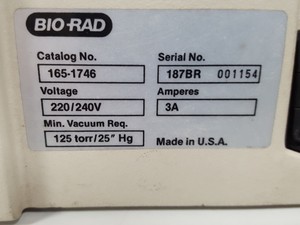 BIO-RAD
Catalog No. Serial No.
165-1746 187BR 001154
Voltage Amperes
220/240V 3A
Min. Vacuum Req.
125 torr/25" Hg Made in U.S.A.